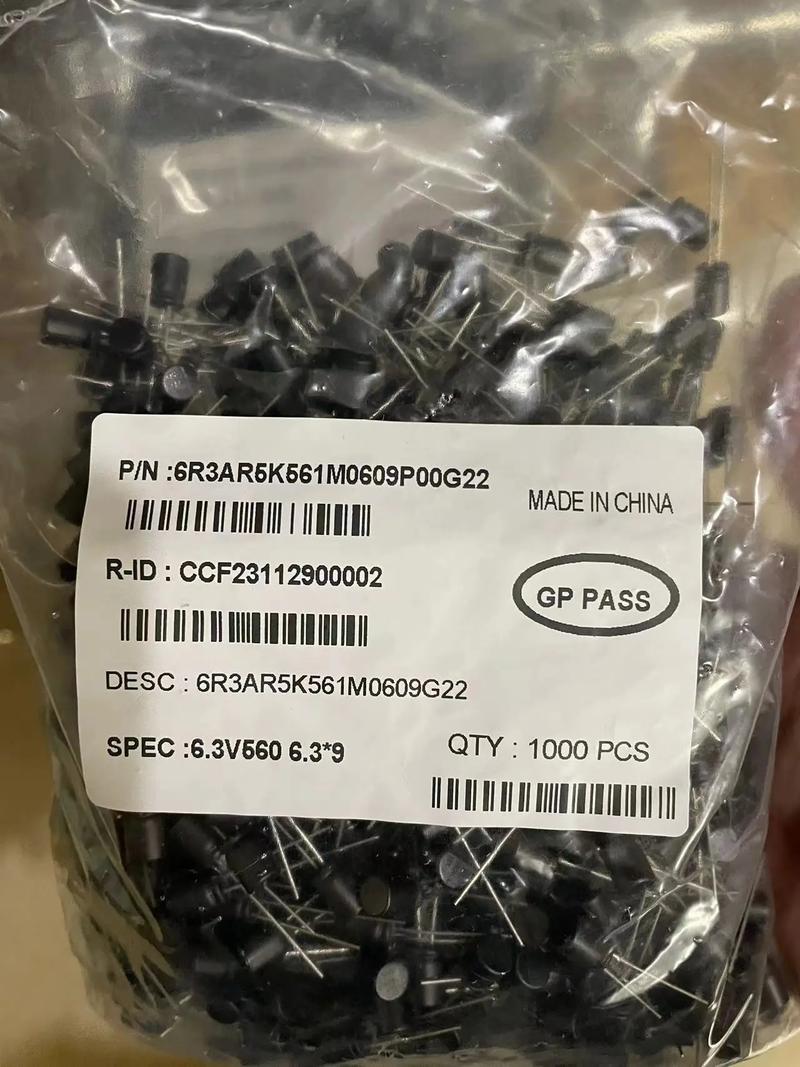 P/N :6R3AR5K561M0609P00G22
MADE IN CHINA
R-ID : CCF23112900002
GP PASS
DESC : 6R3AR5K561M0609G22
SPEC :6.3V560 6.3*9
QTY : 1000 PCS